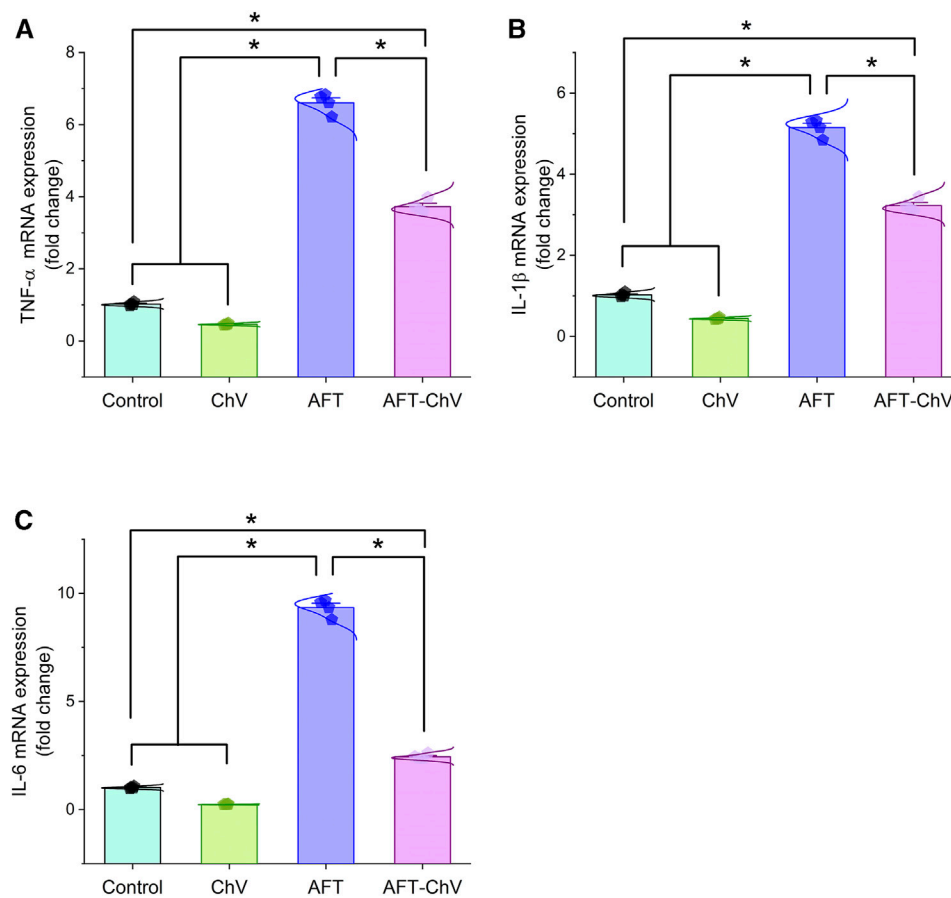 A
TNF-α mRNA expression
(fold change)
*
*
*
8
6
4
2
0
Control
ChV
AFT
AFT-ChV
B
IL-1β mRNA expression
(fold change)
*
*
*
6
4
2
0
Control
ChV
AFT
AFT-ChV
C
IL-6 mRNA expression
(fold change)
*
*
*
10
5
0
Control
ChV
AFT
AFT-ChV